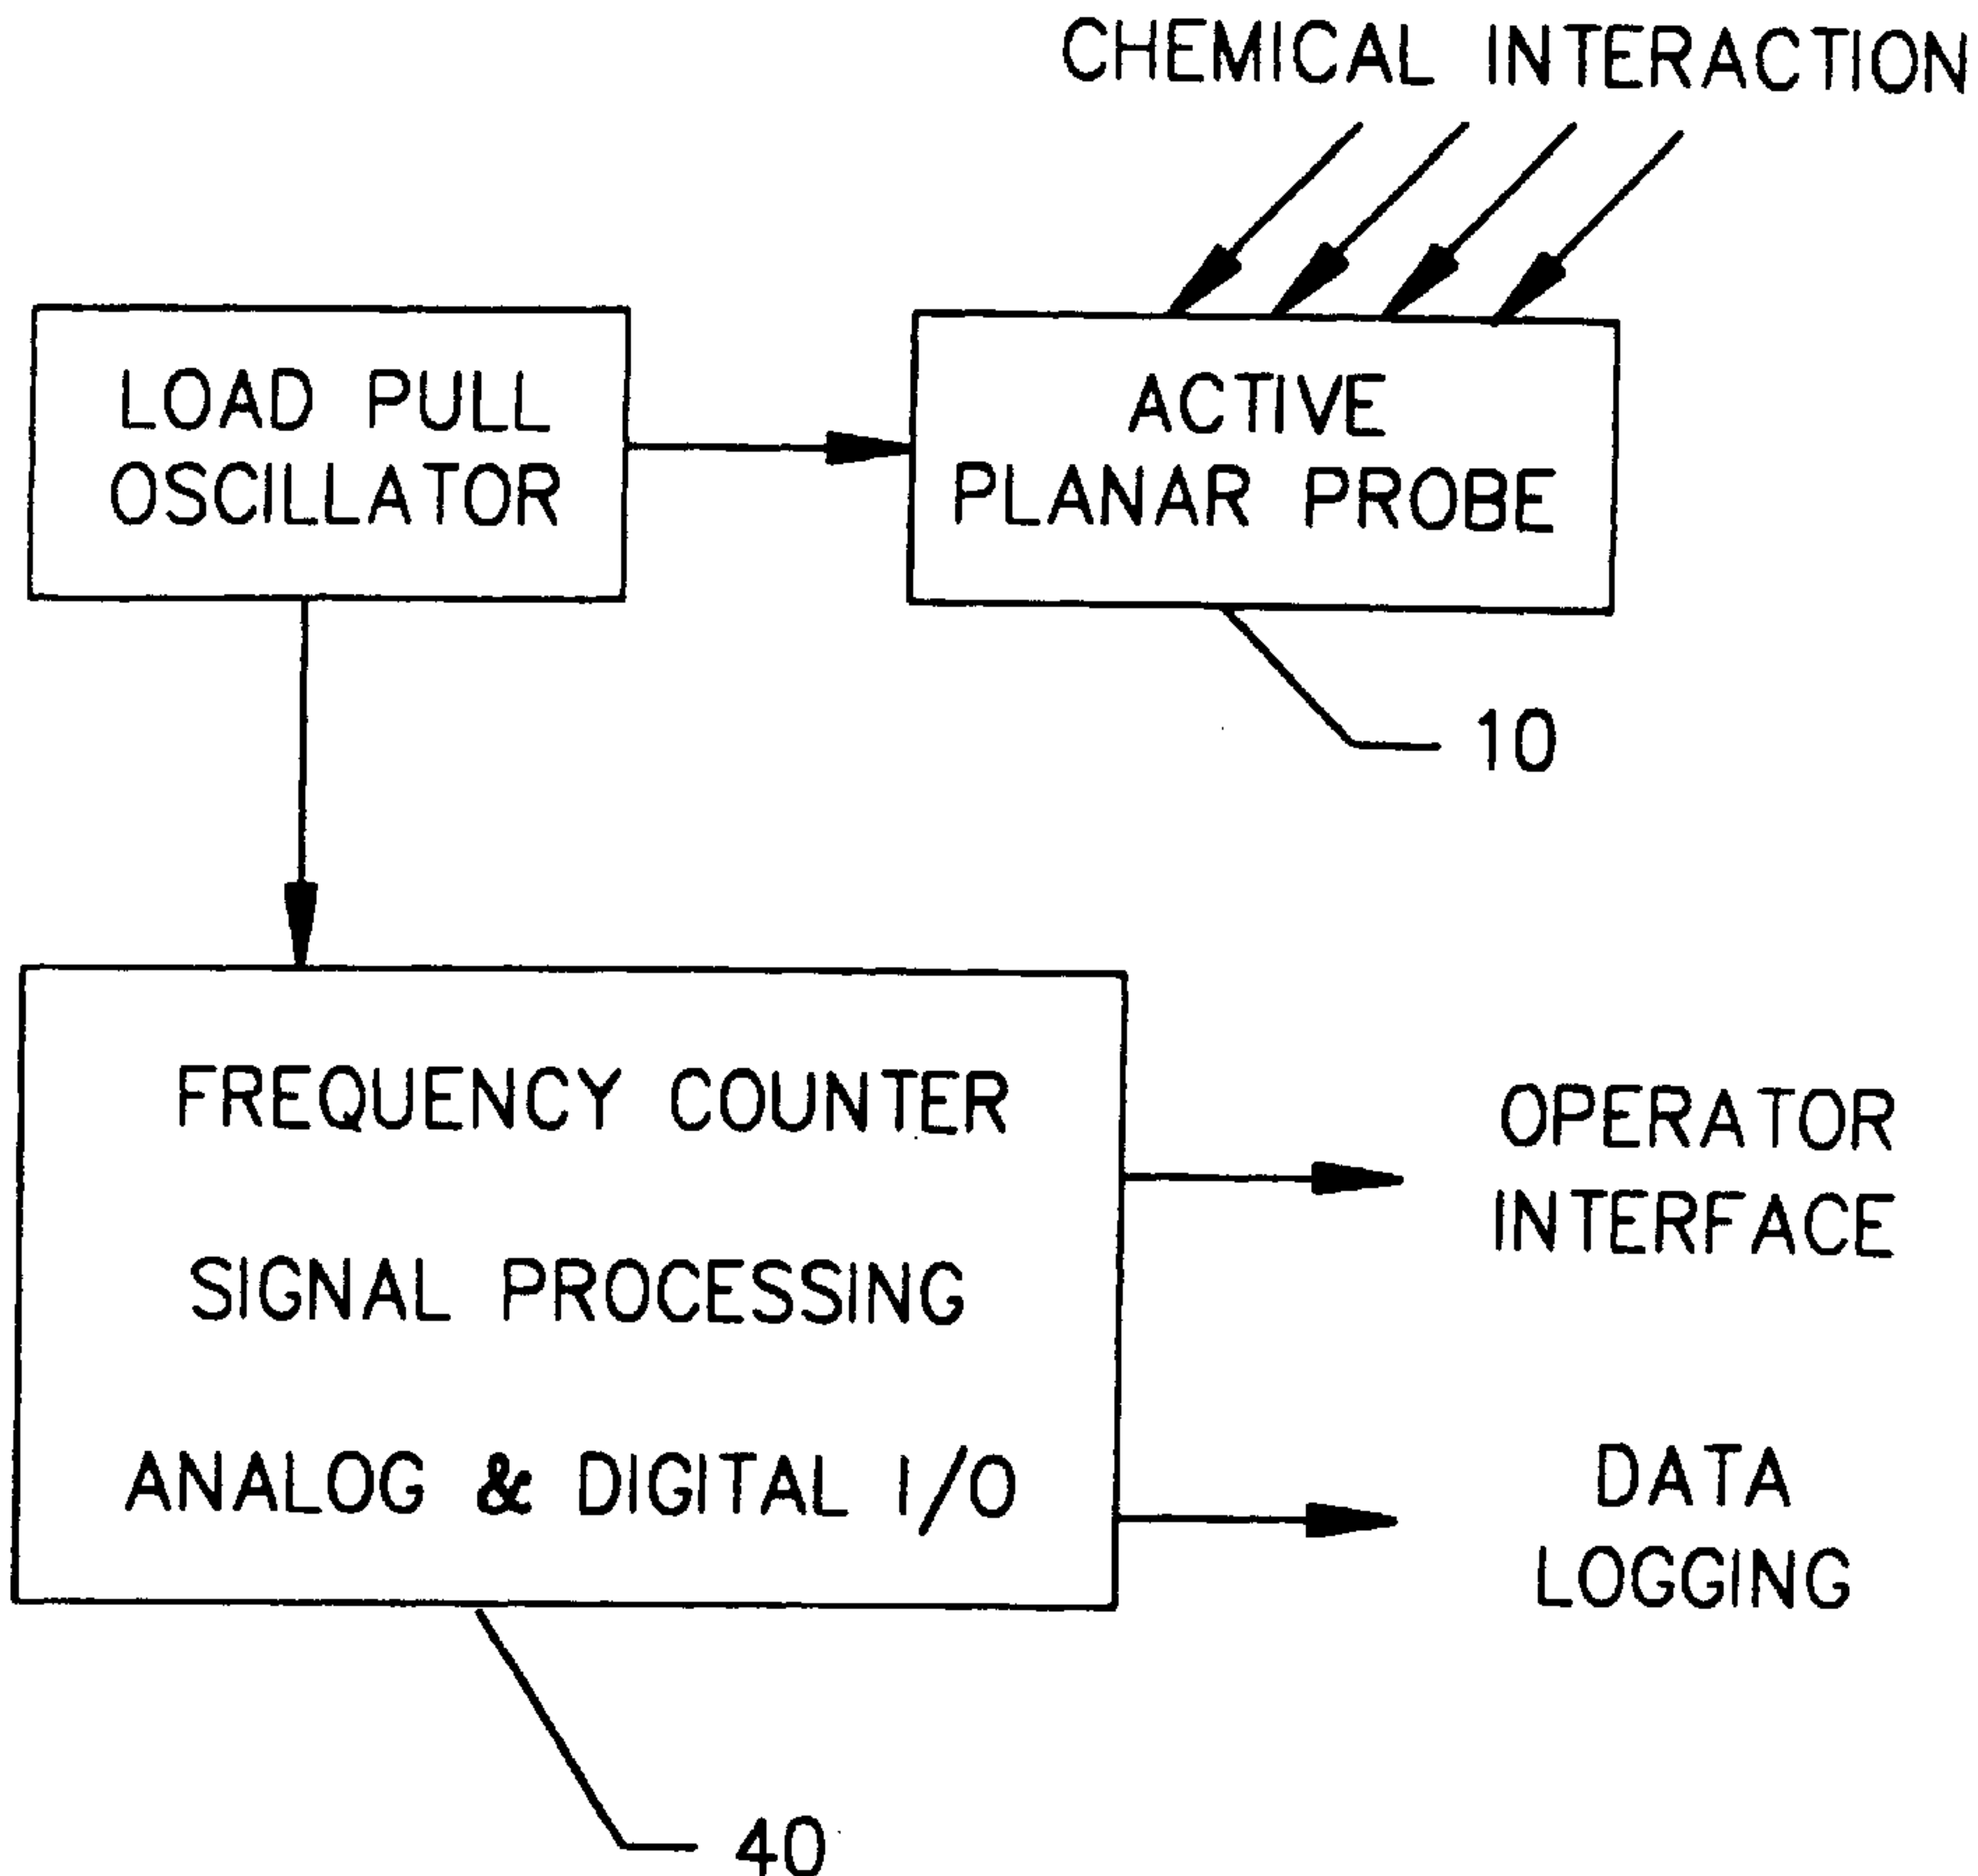 CHEMICAL INTERACTION
LOAD PULL
OSCILLATOR
ACTIVE
PLANAR PROBE
10
FREQUENCY COUNTER
SIGNAL PROCESSING
ANALOG & DIGITAL I/O
OPERATOR
INTERFACE
DATA
LOGGING
40